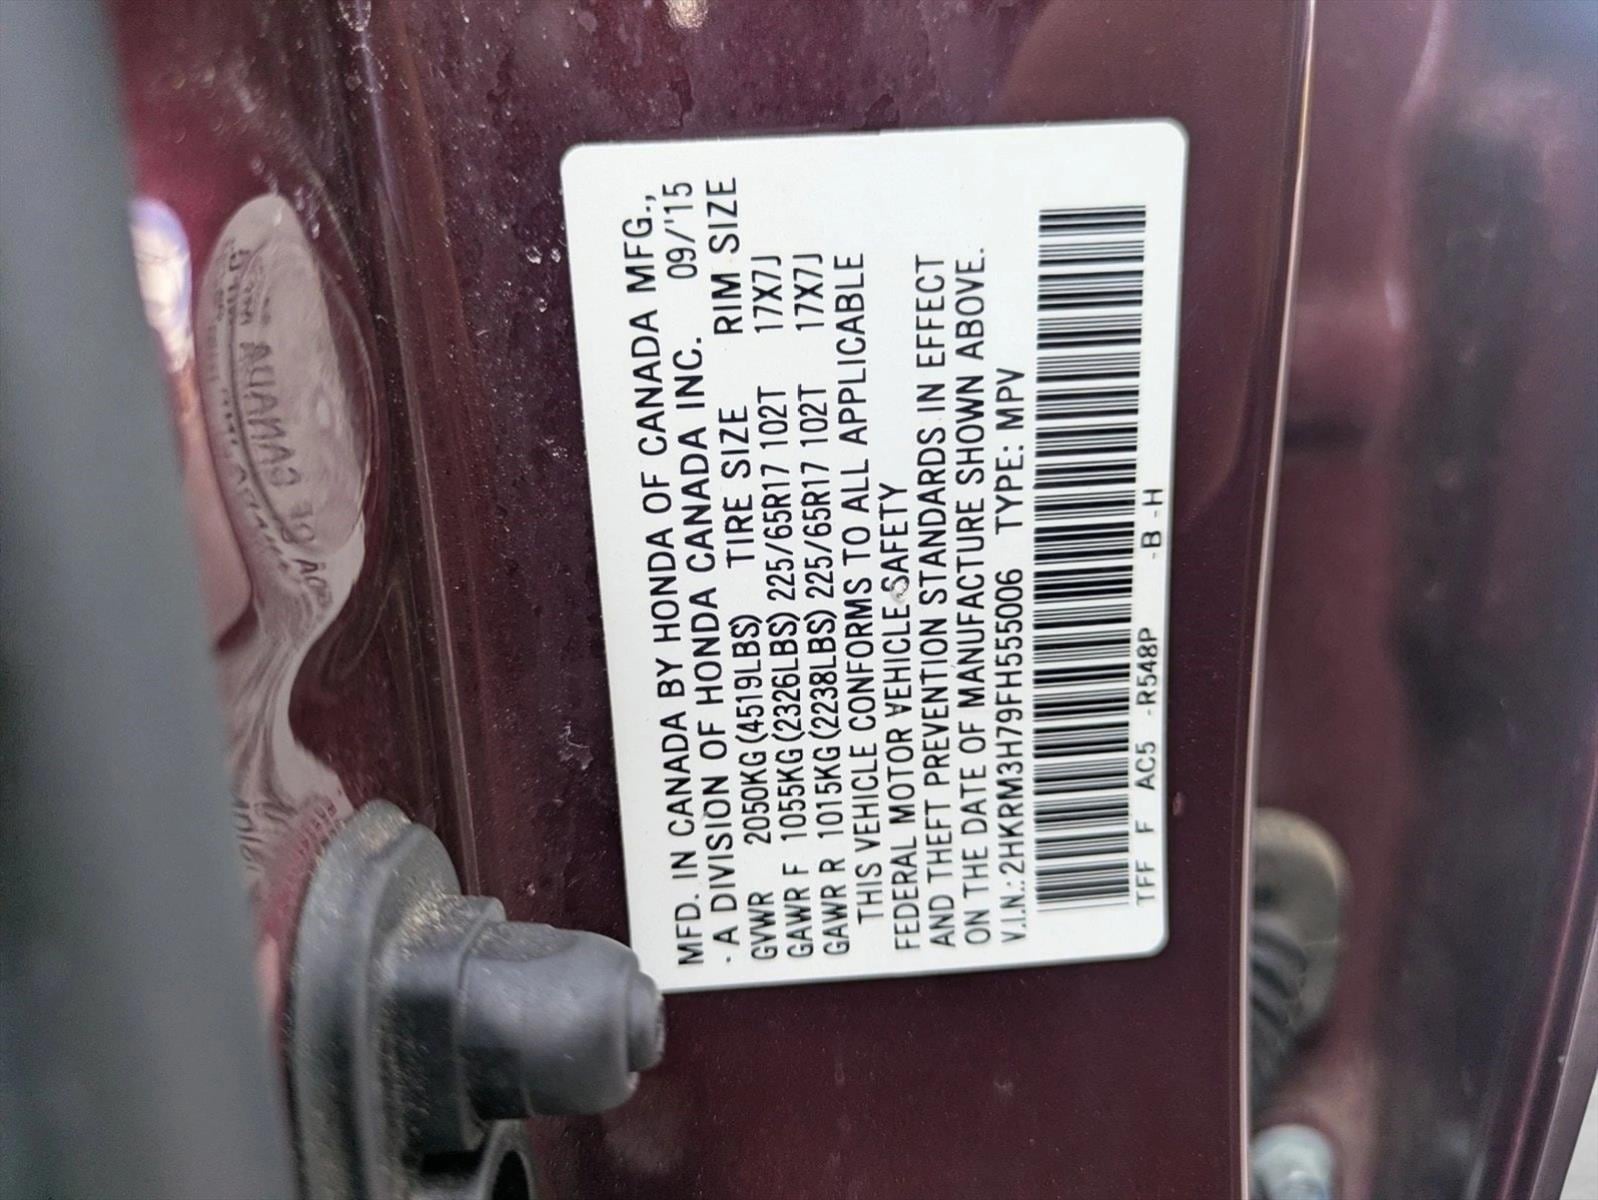 MFD. IN CANADA BY HONDA OF CANADA MFG.,
· A DIVISION OF HONDA CANADA INC. 09/'15
GVWR 2050KG (4519LBS) TIRE SIZE RIM SIZE
GAWR F 1055KG (2326LBS) 225/65R17 102T 17X7J
GAWR R 1015KG (2238LBS) 225/65R17 102T 17X7J
THIS VEHICLE CONFORMS TO ALL APPLICABLE
FEDERAL MOTOR VEHICLE SAFETY
AND THEFT PREVENTION STANDARDS IN EFFECT
ON THE DATE OF MANUFACTURE SHOWN ABOVE.
V.I.N.: 2HKRM3H79FH555006 TYPE: MPV
TFF F AC5 -R548P -B -H